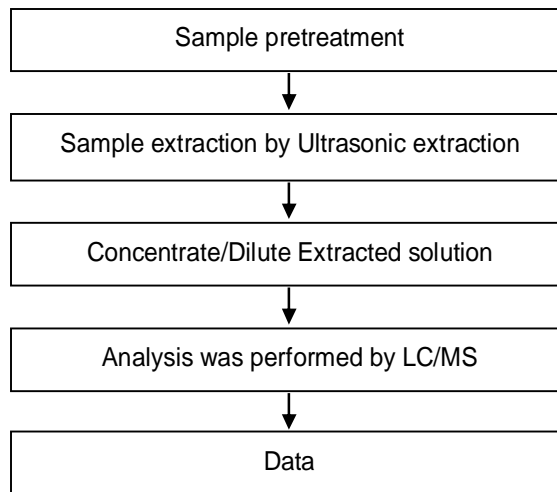 Sample pretreatment
Sample extraction by Ultrasonic extraction
Concentrate/Dilute Extracted solution
Analysis was performed by LC/MS
Data